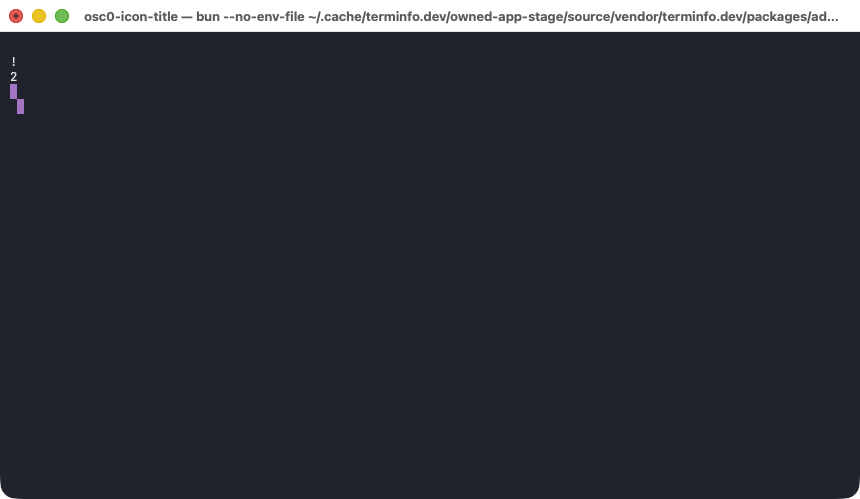 osc0-icon-title — bun --no-env-file ~/.cache/terminfo.dev/owned-app-stage/source/vendor/terminfo.dev/packages/ad...
!
2